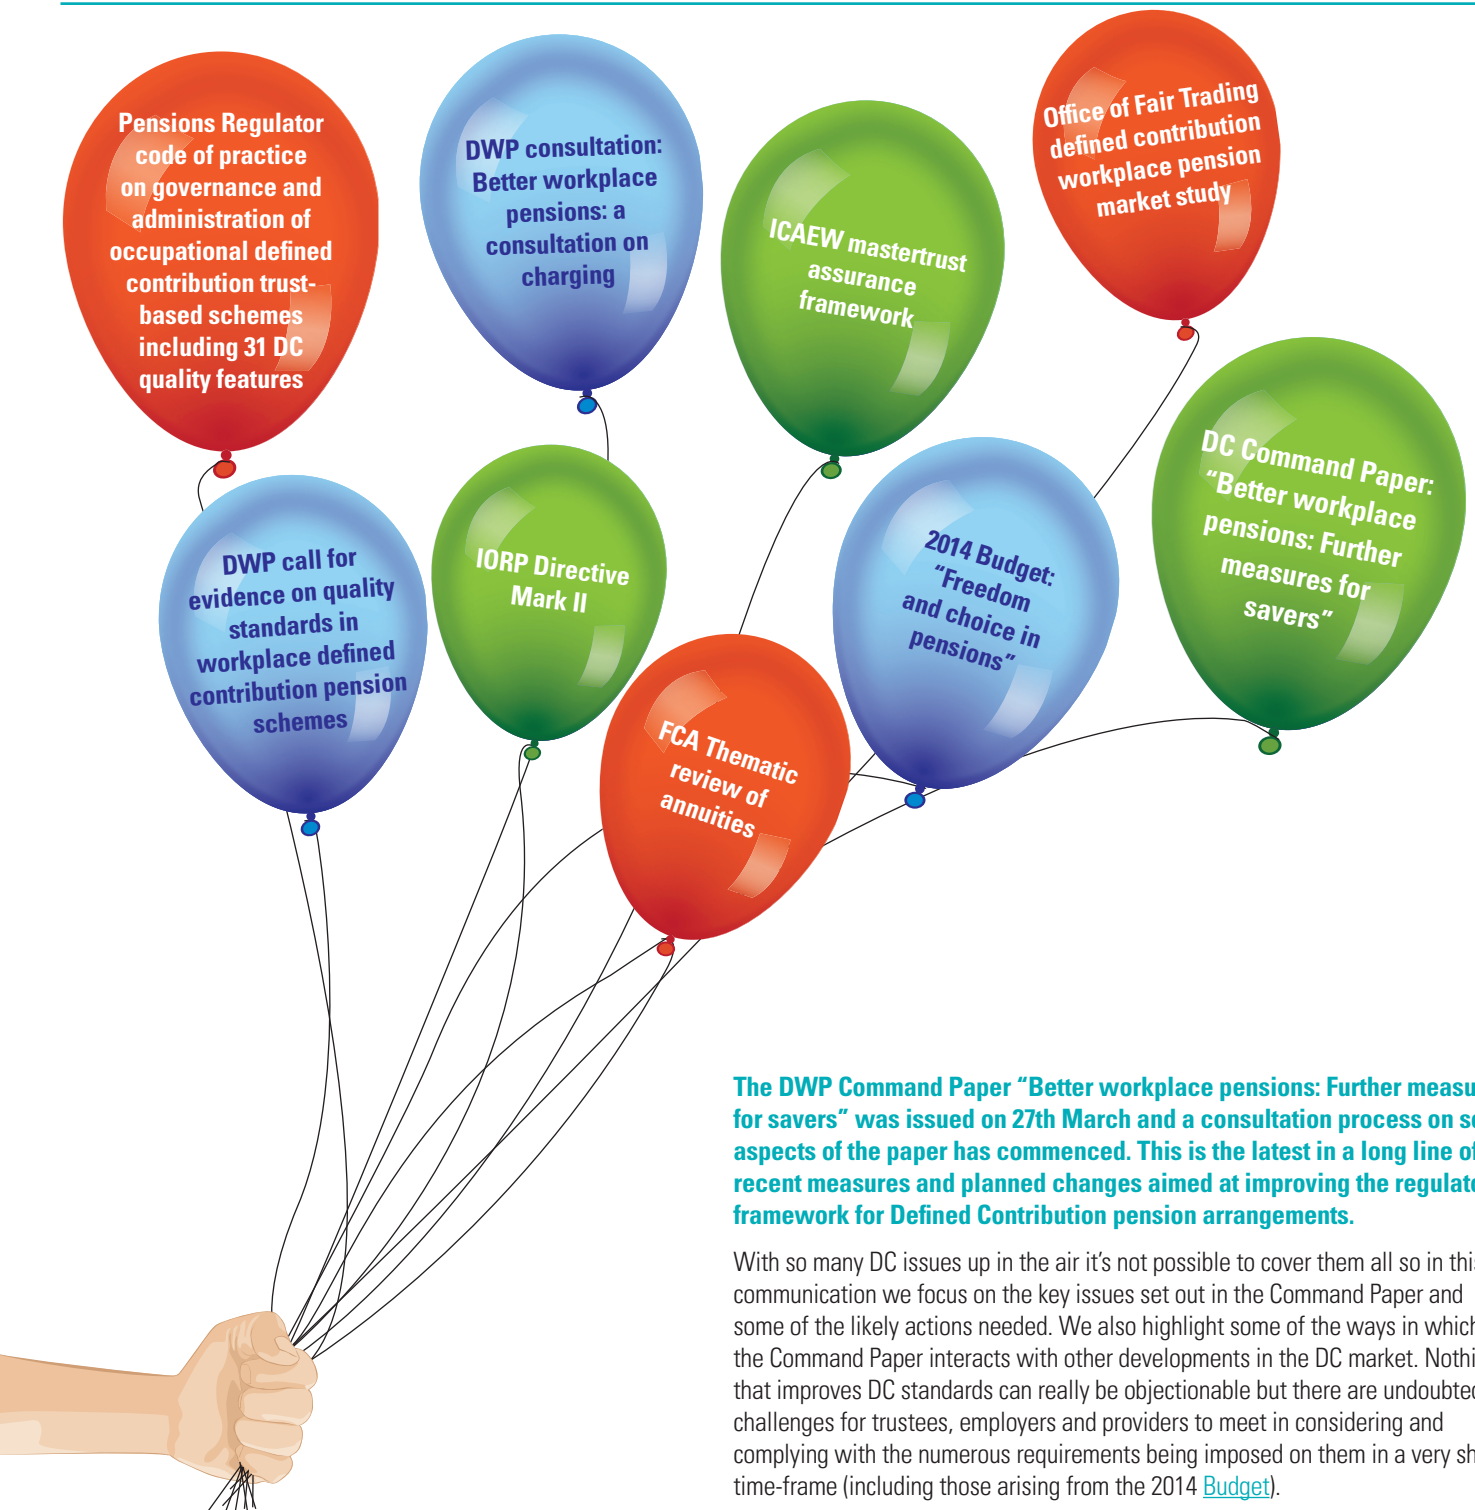 Pensions Regulator
code of practice
on governance and
administration of
occupational defined
contribution trust-
based schemes
including 31 DC
quality features
DWP consultation:
Better workplace
pensions: a
consultation on
charging
ICAEW mastertrust
assurance
framework
Office of Fair Trading
defined contribution
workplace pension
market study
DWP call for
evidence on quality
standards in
workplace defined
contribution pension
schemes
IORP Directive
Mark II
FCA Thematic
review of
annuities
2014 Budget:
“Freedom
and choice in
pensions”
DC Command Paper:
“Better workplace
pensions: Further
measures for
savers”
The DWP Command Paper “Better workplace pensions: Further
for savers” was issued on 27th March and a consultation process on
aspects of the paper has commenced. This is the latest in a long line of
recent measures and planned changes aimed at improving the
framework for Defined Contribution pension arrangements.
With so many DC issues up in the air it’s not possible to cover them all so in this
communication we focus on the key issues set out in the Command Paper and
some of the likely actions needed. We also highlight some of the ways in which
the Command Paper interacts with other developments in the DC market.
that improves DC standards can really be objectionable but there are
challenges for trustees, employers and providers to meet in considering and
complying with the numerous requirements being imposed on them in a very
time-frame (including those arising from the 2014 Budget).